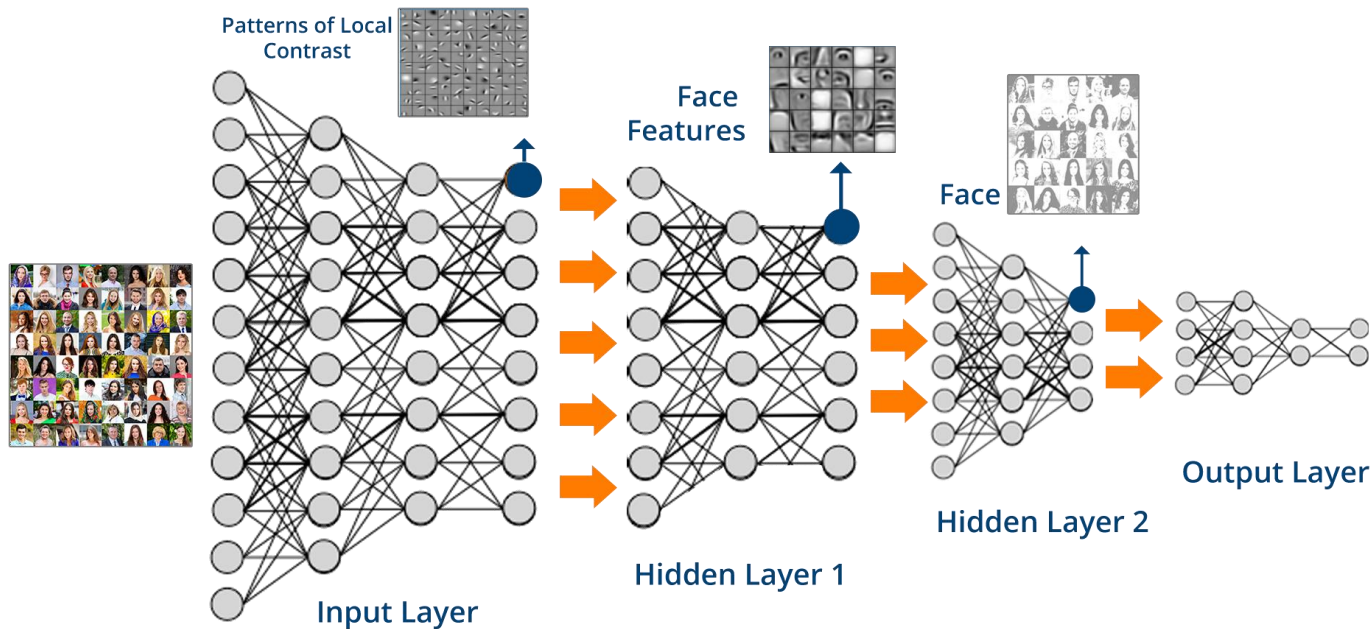 Patterns of Local
Contrast
Face
Features
Face
Input Layer
Hidden Layer 1
Hidden Layer 2
Output Layer